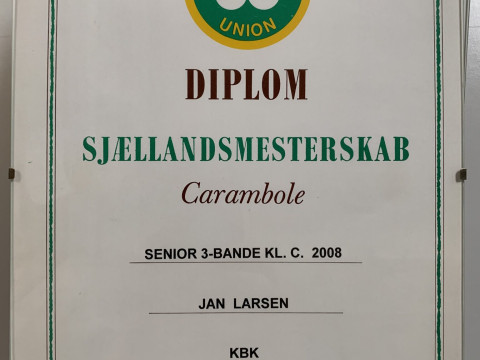 UNION
DIPLOM
SJÆLLANDSMESTERSKAB
Carambole
SENIOR 3-BANDE KL. C. 2008
JAN LARSEN
KBK